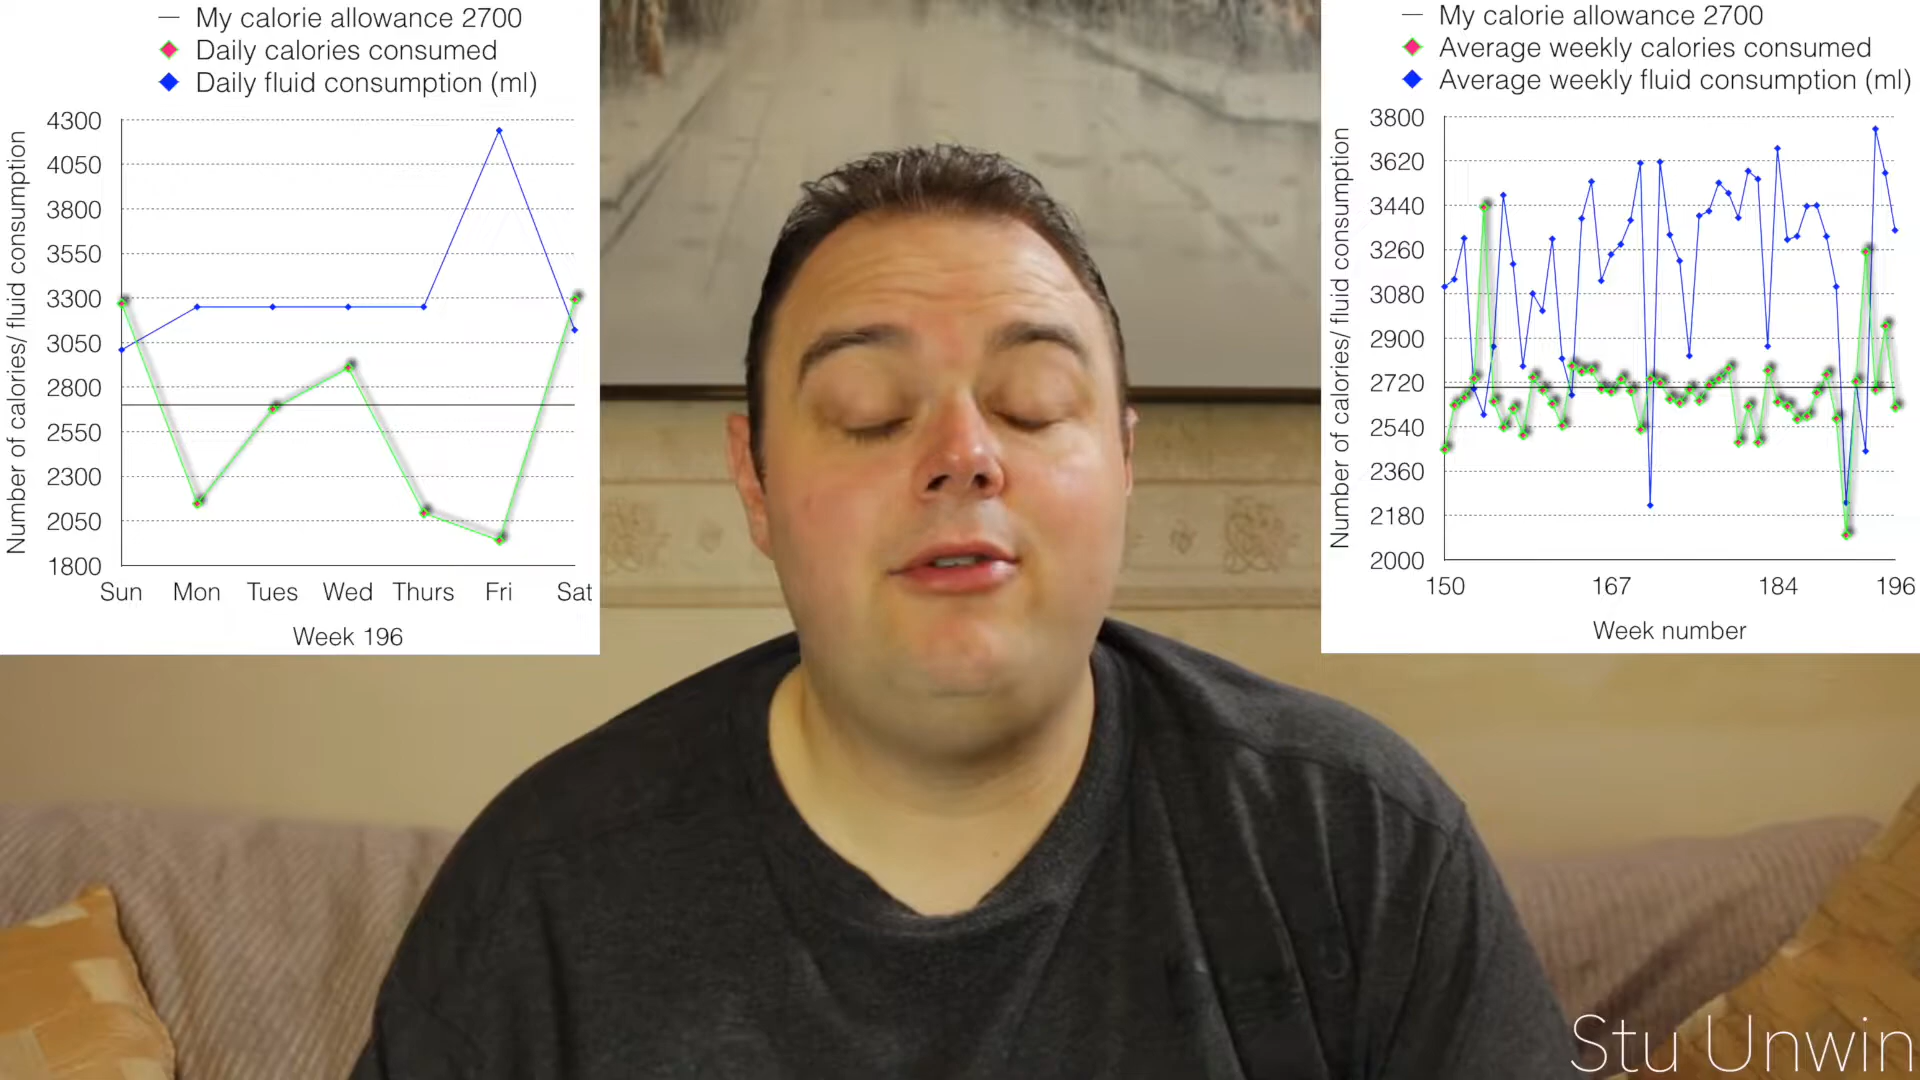 My calorie allowance 2700
Daily calories consumed
Daily fluid consumption (ml)
Number of calories/ fluid consumption
4300
4050
3800
3550
3300
3050
2800
2550
2300
2050
1800
Sun Mon Tues Wed Thurs Fri Sat
Week 196
My calorie allowance 2700
Average weekly calories consumed
Average weekly fluid consumption (ml)
Number of calories/ fluid consumption
3800
3620
3440
3260
3080
2900
2720
2540
2360
2180
2000
150 167 184 196
Week number
Stu Unwin